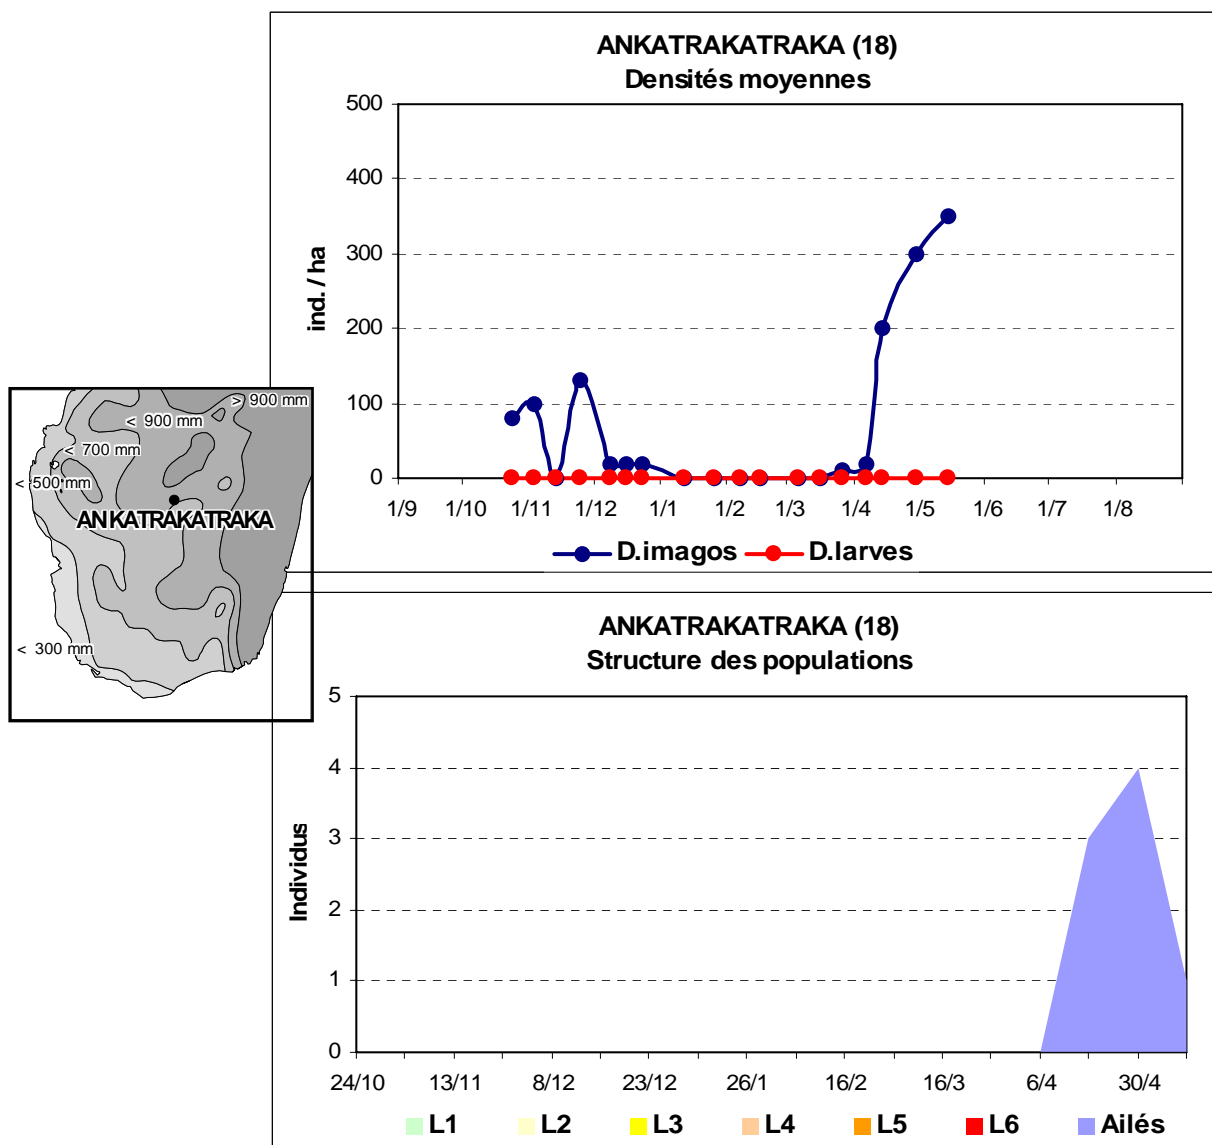 ANKATRAKATRAKA (18)
Densités moyennes
500
400
300
200
100
0
ind. / ha
1/9 1/10 1/11 1/12 1/1 1/2 1/3 1/4 1/5 1/6 1/7 1/8
D.imagos D.larves
> 900 mm
< 900 mm
< 700 mm
< 500 mm
ANKATRAKATRAKA
< 300 mm
ANKATRAKATRAKA (18)
Structure des populations
5
4
3
2
1
0
Individus
24/10 13/11 8/12 23/12 26/1 16/2 16/3 6/4 30/4
L1 L2 L3 L4 L5 L6 Ailés